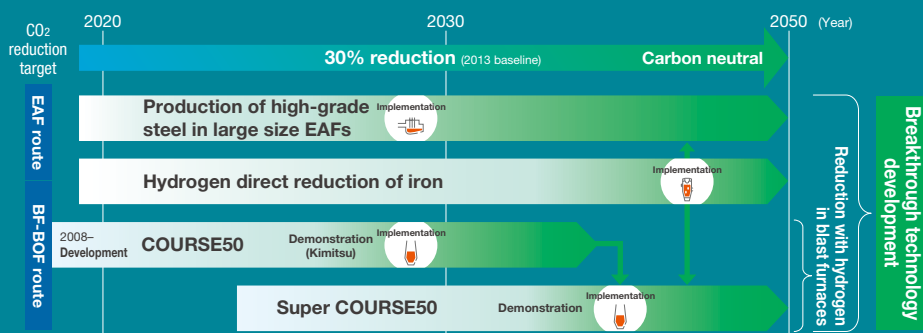 2020
2030
2050 (Year)
CO2
reduction
target
30% reduction (2013 baseline)
Carbon neutral
EAF route
Production of high-grade
steel in large size EAFs
Implementation
Hydrogen direct reduction of iron
Implementation
BF-BOF route
2008–
Development
COURSE50
Demonstration
(Kimitsu)
Implementation
Super COURSE50
Demonstration
Implementation
Reduction with hydrogen
in blast furnaces
Breakthrough technology
development